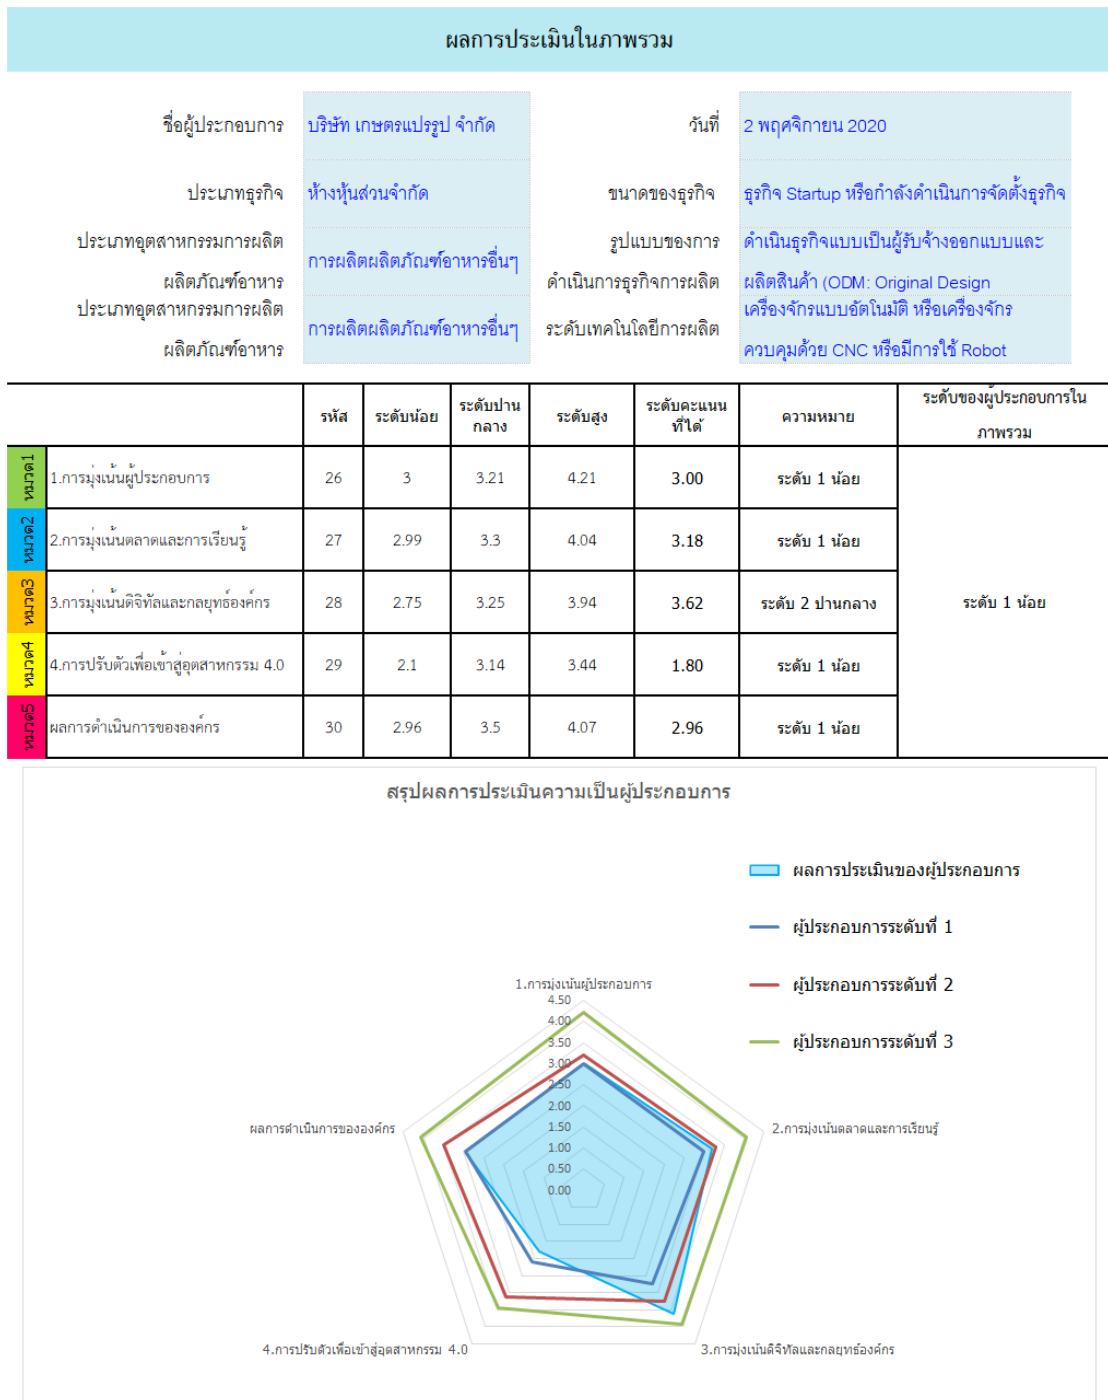 ผลการประเมินในภาพรวม
ชื่อผู้ประกอบการ บริษัท เกษตรแปรรูป จำกัด วันที่ 2 พฤศจิกายน 2020
ประเภทธุรกิจ ห้างหุ้นส่วนจำกัด ขนาดของธุรกิจ ธุรกิจ Startup หรือกำลังดำเนินการจัดตั้งธุรกิจ
ประเภทอุตสาหกรรมการผลิต
ผลิตภัณฑ์อาหาร
การผลิตผลิตภัณฑ์อาหารอื่นๆ
รูปแบบของการ
ดำเนินการธุรกิจการผลิต
ดำเนินธุรกิจแบบเป็นผู้รับจ้างออกแบบและ
ผลิตสินค้า (ODM: Original Design
ประเภทอุตสาหกรรมการผลิต
ผลิตภัณฑ์อาหาร
การผลิตผลิตภัณฑ์อาหารอื่นๆ
ระดับเทคโนโลยีการผลิต
เครื่องจักรแบบอัตโนมัติ หรือเครื่องจักร
ควบคุมด้วย CNC หรือมีการใช้ Robot
รหัส ระดับน้อย ระดับปาน
กลาง ระดับสูง ระดับคะแนน
ที่ได้ ความหมาย ระดับของผู้ประกอบการใน
ภาพรวม
หมวด1 1.การมุ่งเน้นผู้ประกอบการ 26 3 3.21 4.21 3.00 ระดับ 1 น้อย
หมวด2 2.การมุ่งเน้นตลาดและการเรียนรู้ 27 2.99 3.3 4.04 3.18 ระดับ 1 น้อย
หมวด3 3.การมุ่งเน้นดิจิทัลและกลยุทธ์องค์กร 28 2.75 3.25 3.94 3.62 ระดับ 2 ปานกลาง ระดับ 1 น้อย
หมวด4 4.การปรับตัวเพื่อเข้าสู่อุตสาหกรรม 4.0 29 2.1 3.14 3.44 1.80 ระดับ 1 น้อย
หมวด5 ผลการดำเนินการขององค์กร 30 2.96 3.5 4.07 2.96 ระดับ 1 น้อย
สรุปผลการประเมินความเป็นผู้ประกอบการ
ผลการประเมินของผู้ประกอบการ
ผู้ประกอบการระดับที่ 1
ผู้ประกอบการระดับที่ 2
ผู้ประกอบการระดับที่ 3
1.การมุ่งเน้นผู้ประกอบการ
4.50
4.00
3.50
3.00
2.50
2.00
1.50
1.00
0.50
0.00
ผลการดำเนินการขององค์กร
2.การมุ่งเน้นตลาดและการเรียนรู้
4.การปรับตัวเพื่อเข้าสู่อุตสาหกรรม 4.0
3.การมุ่งเน้นดิจิทัลและกลยุทธ์องค์กร